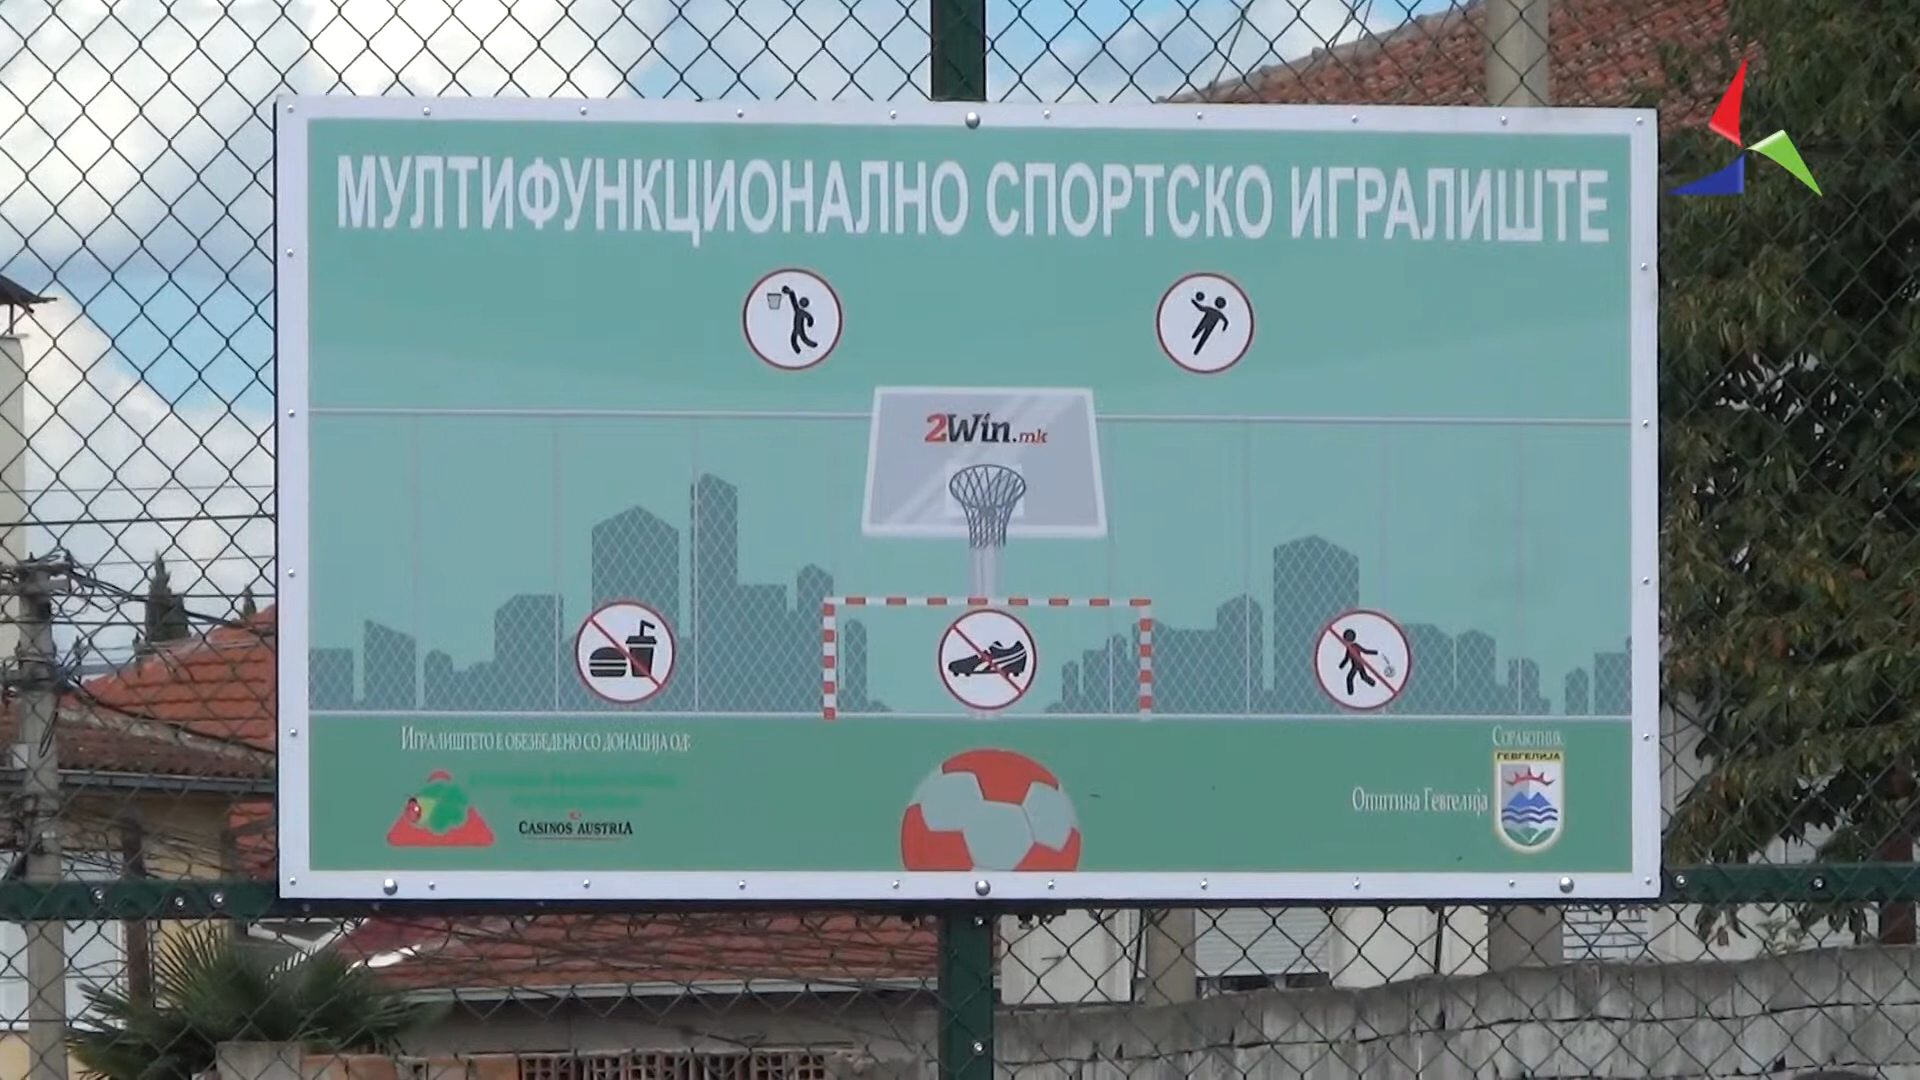 МУЛТИФУНКЦИОНАЛНО СПОРТСКО ИГРАЛИШТЕ
2Win.mk
ИГРАЛИШТЕТО Е ОБЕЗБЕДЕНО СО ДОНАЦИЈА ОД:
CASINOS AUSTRIA
СОРАБОТНИК:
ГЕВГЕЛИЈА
Општина Гевгелија